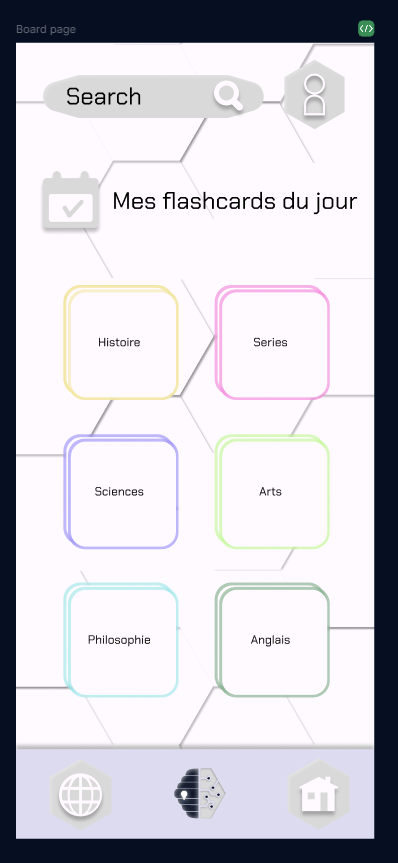 Board page
Search
Mes flashcards du jour
Histoire
Series
Sciences
Arts
Philosophie
Anglais